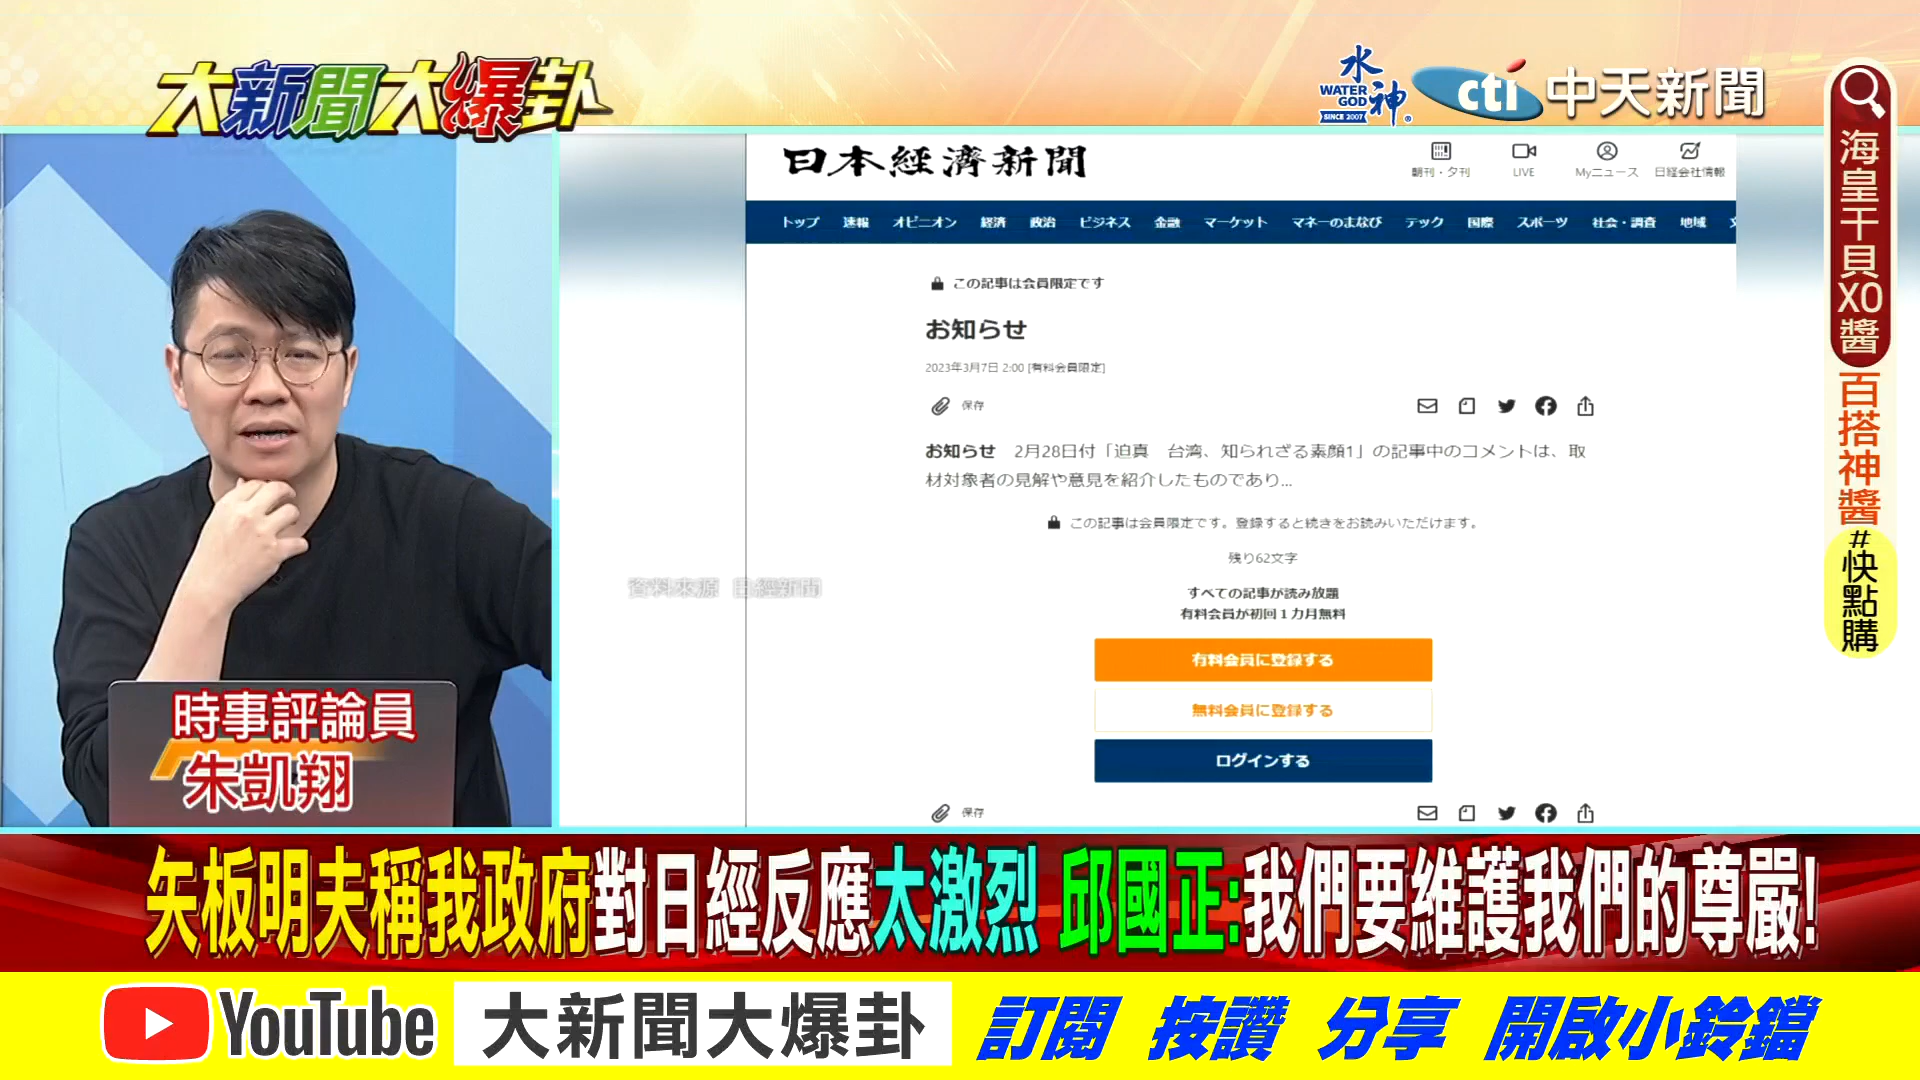 大新聞大爆卦
水神
WATER GOD
SINCE 2007
cti 中天新聞
海皇干貝XO醬
百搭神醬
#快點購
日本経済新聞
朝刊・夕刊
LIVE
Myニュース
日経会社情報
トップ 速報 オピニオン 経済 政治 ビジネス 金融 マーケット マネーのまなび テック 国際 スポーツ 社会・調査 地域
この記事は会員限定です
お知らせ
2023年3月7日 2:00 [有料会員限定]
保存
お知らせ 2月28日付「迫真 台湾、知られざる素顔1」の記事中のコメントは、取
材対象者の見解や意見を紹介したものであり...
この記事は会員限定です。登録すると続きをお読みいただけます。
残り62文字
すべての記事が読み放題
有料会員が初回1カ月無料
有料会員に登録する
無料会員に登録する
ログインする
保存
資料來源 日經新聞
時事評論員
朱凱翔
矢板明夫稱我政府對日經反應太激烈 邱國正:我們要維護我們的尊嚴!
YouTube 大新聞大爆卦 訂閱 按讚 分享 開啟小鈴鐺